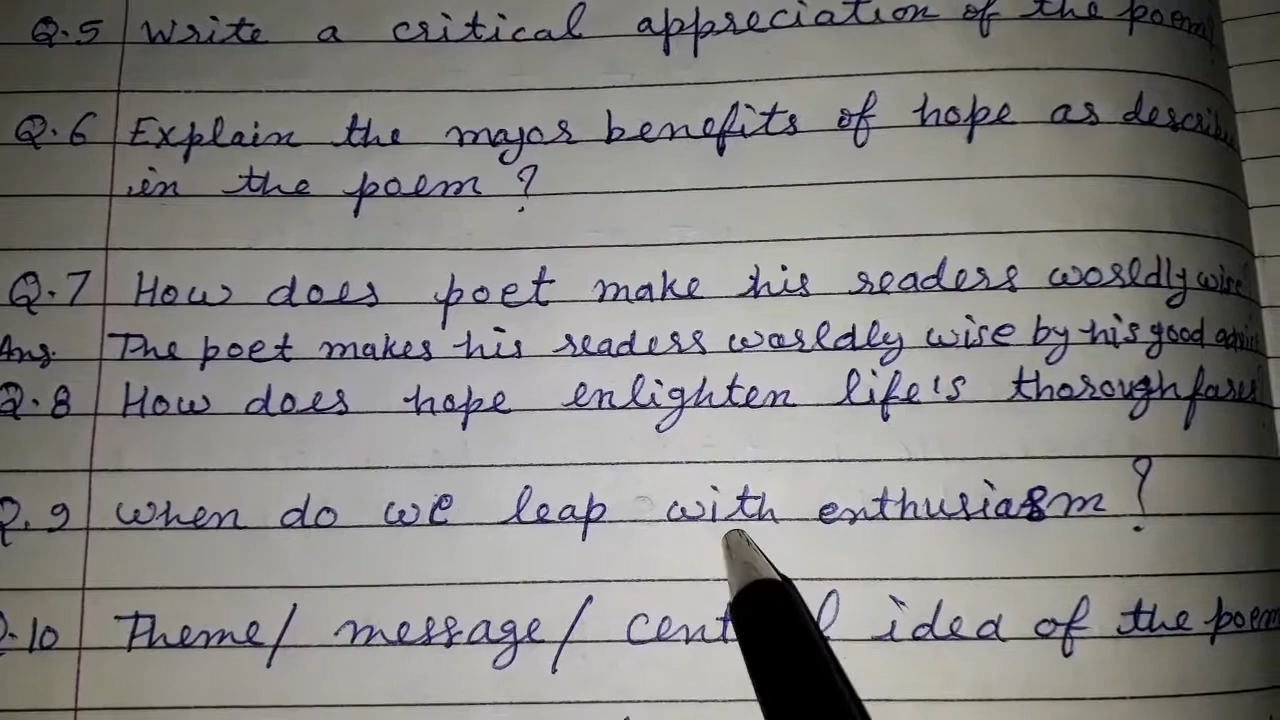 Q.5 Write a critical appreciation of the poem
Q.6 Explain the major benefits of hope as describe
in the poem ?
Q.7 How does poet make his readers worldly wise
Ans. The poet makes his readers worldly wise by his good
Q.8 How does hope enlighten life's thoroughfares
Q.9 When do we leap with enthusiasm ?
Q.10 Theme/ message/ central idea of the poem